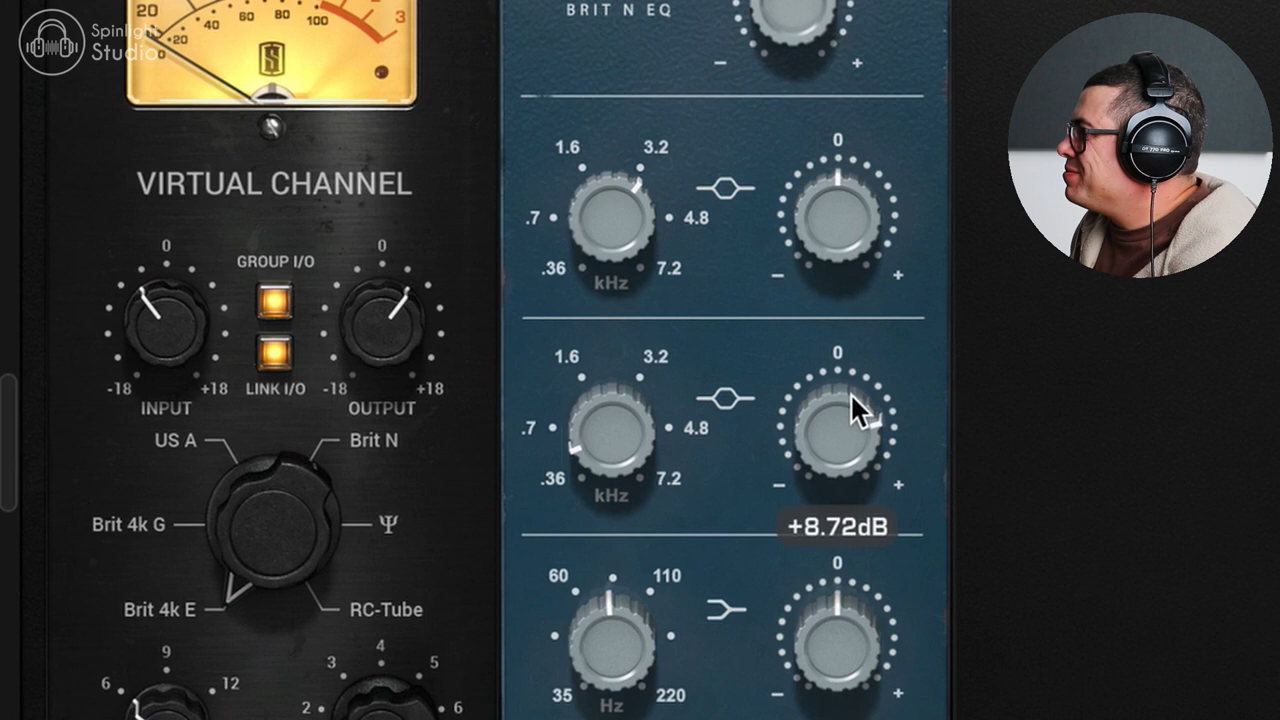 Spinlight
Studio
20
40
60
80
100
3
-20
0
VIRTUAL CHANNEL
0
GROUP I/O
0
LINK I/O
-18
+18
-18
+18
INPUT
OUTPUT
US A
Brit N
Brit 4k G
Ψ
Brit 4k E
RC-Tube
9
6
12
4
3
5
2
6
BRIT N EQ
−
+
1.6
3.2
0
.7
4.8
.36
7.2
kHz
−
+
1.6
3.2
0
.7
4.8
.36
7.2
kHz
−
+
+8.72dB
60
110
0
35
220
Hz
−
+